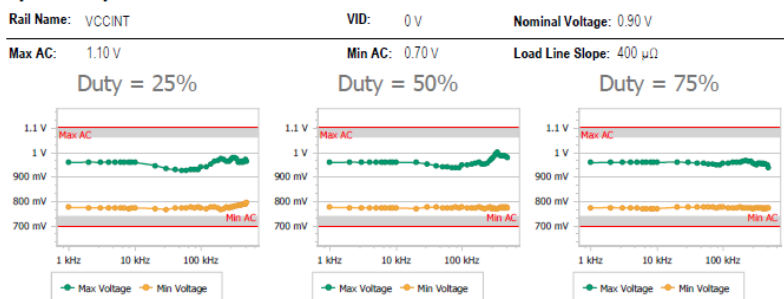 Rail Name: VCCINT VID: 0 V Nominal Voltage: 0.90 V
Max AC: 1.10 V Min AC: 0.70 V Load Line Slope: 400 µΩ
Duty = 25% Duty = 50% Duty = 75%
1.1 V Max AC 1.1 V Max AC 1.1 V Max AC
1 V 1 V 1 V
900 mV 900 mV 900 mV
800 mV 800 mV 800 mV
Min AC Min AC Min AC
700 mV 700 mV 700 mV
1 kHz 10 kHz 100 kHz 1 kHz 10 kHz 100 kHz 1 kHz 10 kHz 100 kHz
Max Voltage Min Voltage Max Voltage Min Voltage Max Voltage Min Voltage